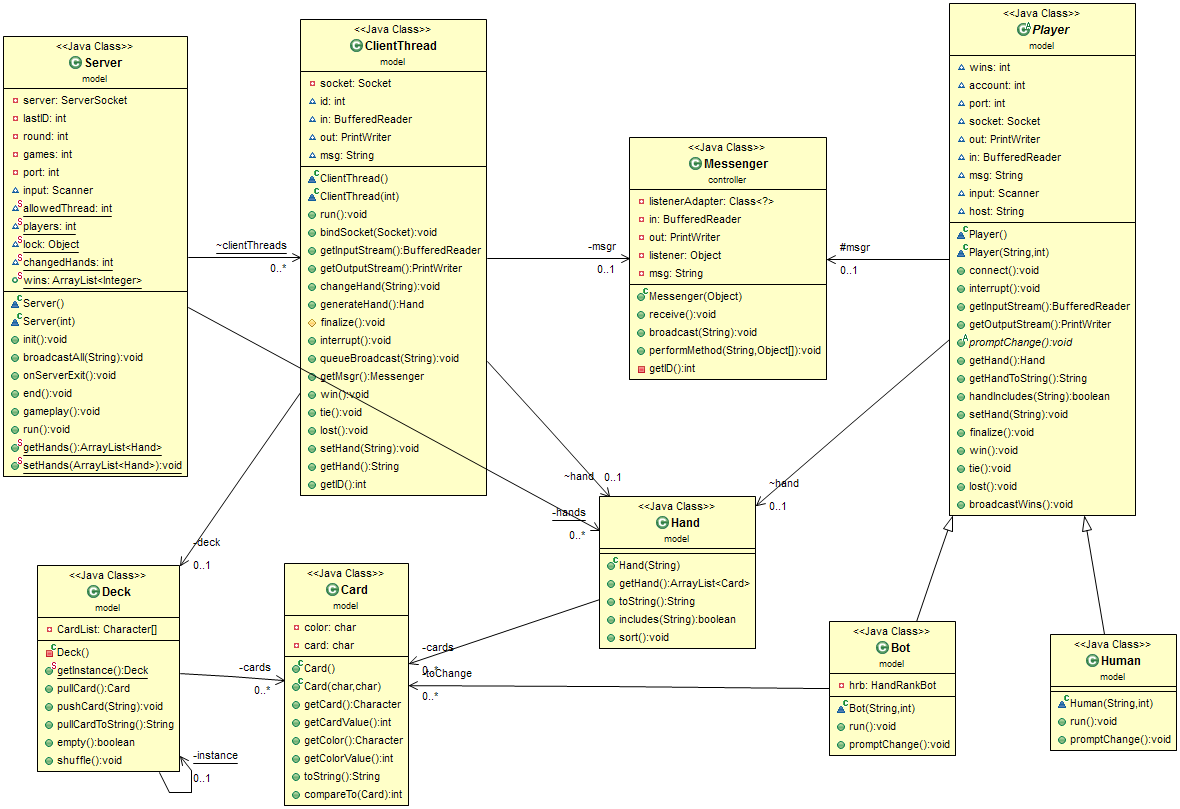 <<Java Class>>
Server
model
server: ServerSocket
lastID: int
round: int
games: int
port: int
input: Scanner
allowedThread: int
players: int
lock: Object
changedHands: int
wins: ArrayList<Integer>
Server()
Server(int)
init():void
broadcastAll(String):void
onServerExit():void
end():void
gameplay():void
run():void
getHands():ArrayList<Hand>
setHands(ArrayList<Hand>):void
~clientThreads
0..*
<<Java Class>>
ClientThread
model
socket: Socket
id: int
in: BufferedReader
out: PrintWriter
msg: String
ClientThread()
ClientThread(int)
run():void
bindSocket(Socket):void
getInputStream():BufferedReader
getOutputStream():PrintWriter
changeHand(String):void
generateHand():Hand
finalize():void
interrupt():void
queueBroadcast(String):void
getMsgr():Messenger
win():void
tie():void
lost():void
setHand(String):void
getHand():String
getID():int
-msgr
0..1
<<Java Class>>
Messenger
controller
listenerAdapter: Class<?>
in: BufferedReader
out: PrintWriter
listener: Object
msg: String
Messenger(Object)
receive():void
broadcast(String):void
performMethod(String,Object[]):void
getID():int
#msgr
0..1
<<Java Class>>
Player
model
wins: int
account: int
port: int
socket: Socket
out: PrintWriter
in: BufferedReader
msg: String
input: Scanner
host: String
Player()
Player(String,int)
connect():void
interrupt():void
getInputStream():BufferedReader
getOutputStream():PrintWriter
promptChange():void
getHand():Hand
getHandToString():String
handIncludes(String):boolean
setHand(String):void
finalize():void
win():void
tie():void
lost():void
broadcastWins():void
~hand
0..1
~hand
0..1
-hands
0..*
-deck
0..1
<<Java Class>>
Hand
model
Hand(String)
getHand():ArrayList<Card>
toString():String
includes(String):boolean
sort():void
<<Java Class>>
Deck
model
CardList: Character[]
Deck()
getInstance():Deck
pullCard():Card
pushCard(String):void
pullCardToString():String
empty():boolean
shuffle():void
-instance
0..1
-cards
0..*
<<Java Class>>
Card
model
color: char
card: char
Card()
Card(char,char)
getCard():Character
getCardValue():int
getColor():Character
getColorValue():int
toString():String
compareTo(Card):int
-cards
0..*
-toChange
0..*
<<Java Class>>
Bot
model
hrb: HandRankBot
Bot(String,int)
run():void
promptChange():void
<<Java Class>>
Human
model
Human(String,int)
run():void
promptChange():void